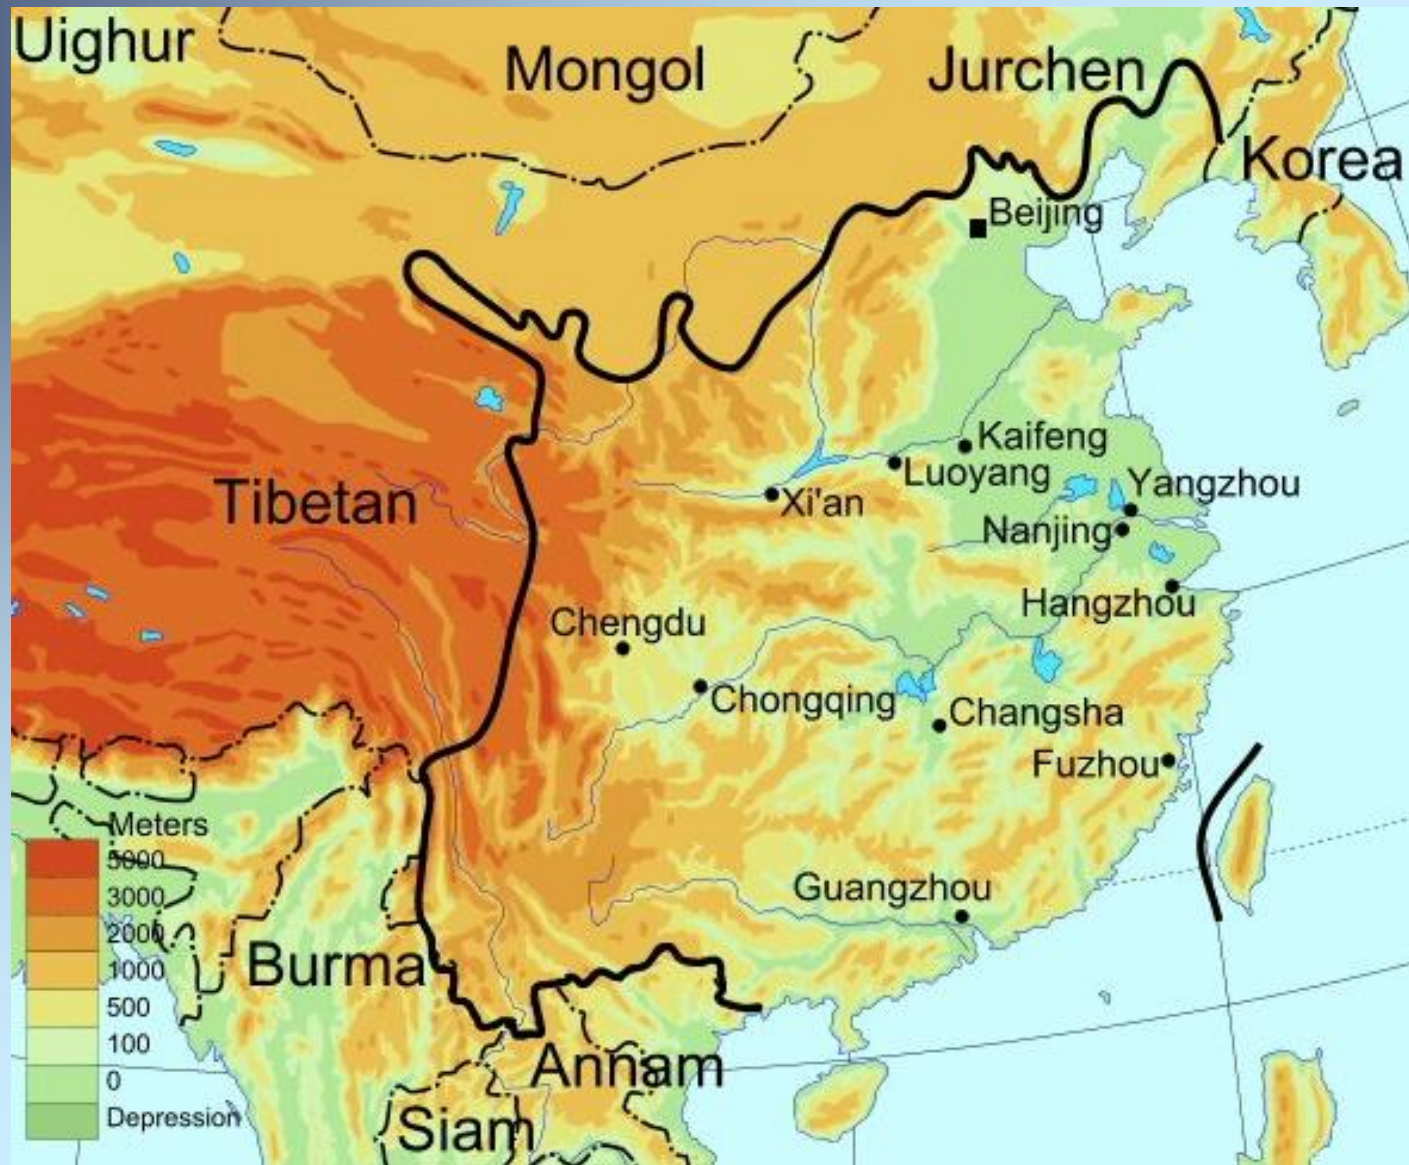 Uighur
Mongol
Jurchen
Korea
Beijing
Kaifeng
Luoyang
Yangzhou
Xi'an
Nanjing
Tibetan
Hangzhou
Chengdu
Chongqing
Changsha
Fuzhou
Guangzhou
Burma
Annam
Siam
Meters
5000
3000
2000
1000
500
100
0
Depression